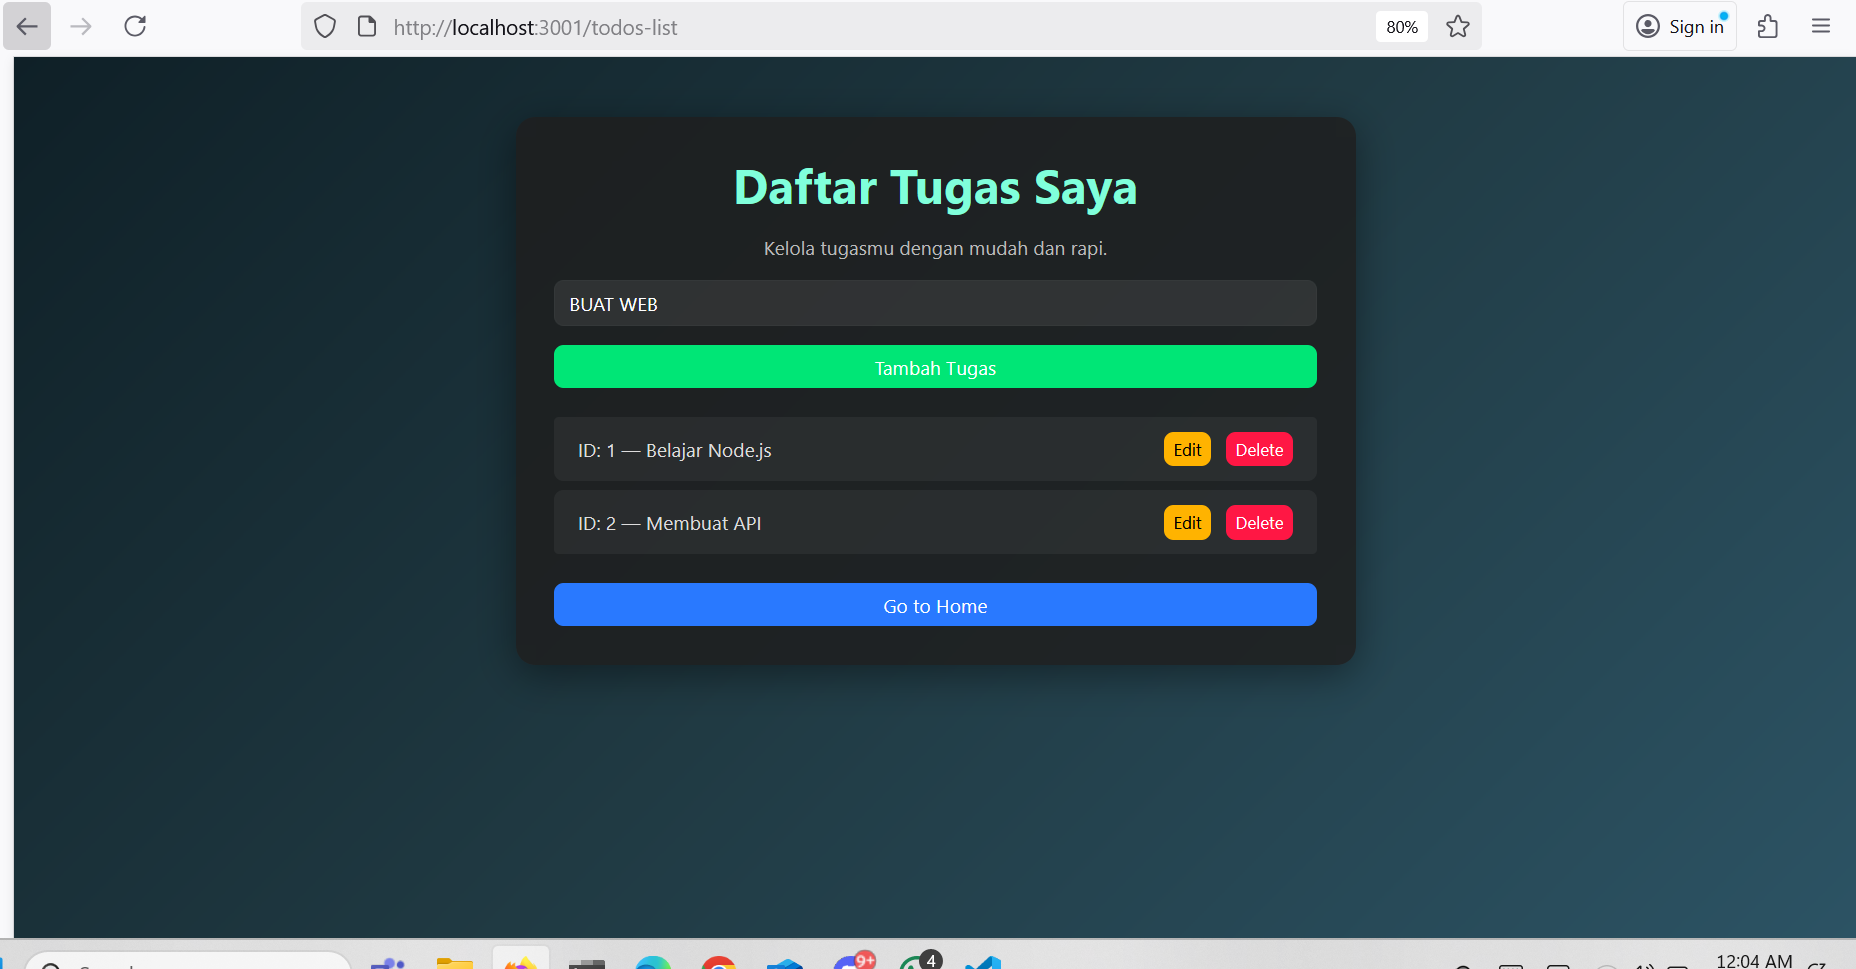 http://localhost:3001/todos-list
80%
Sign in
Daftar Tugas Saya
Kelola tugasmu dengan mudah dan rapi.
BUAT WEB
Tambah Tugas
ID: 1 — Belajar Node.js
Edit
Delete
ID: 2 — Membuat API
Edit
Delete
Go to Home
9+
4
12:04 AM